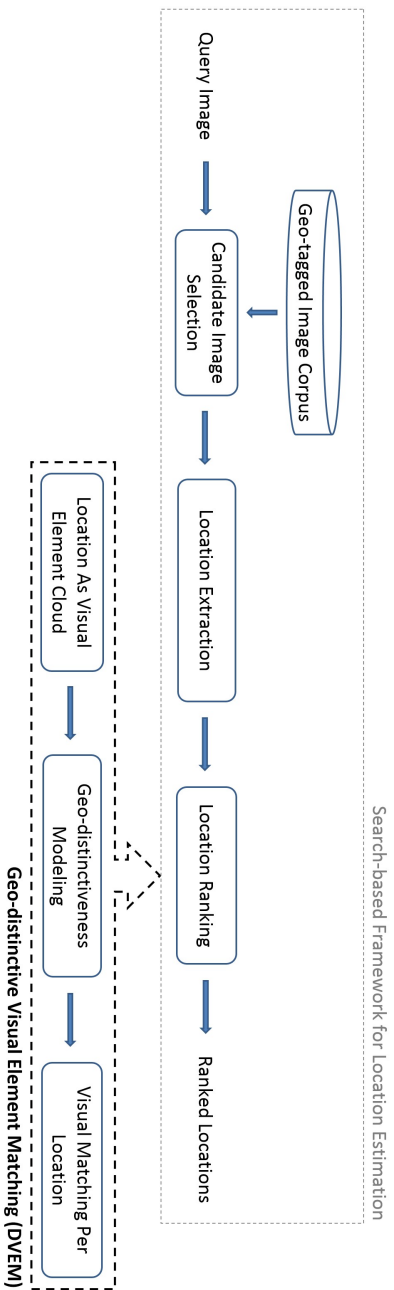 Search-based Framework for Location Estimation
Geo-tagged Image Corpus
Query Image
Candidate Image
Selection
Location Extraction
Location Ranking
Ranked Locations
Location As Visual
Element Cloud
Geo-distinctiveness
Modeling
Visual Matching Per
Location
Geo-distinctive Visual Element Matching (DVEM)